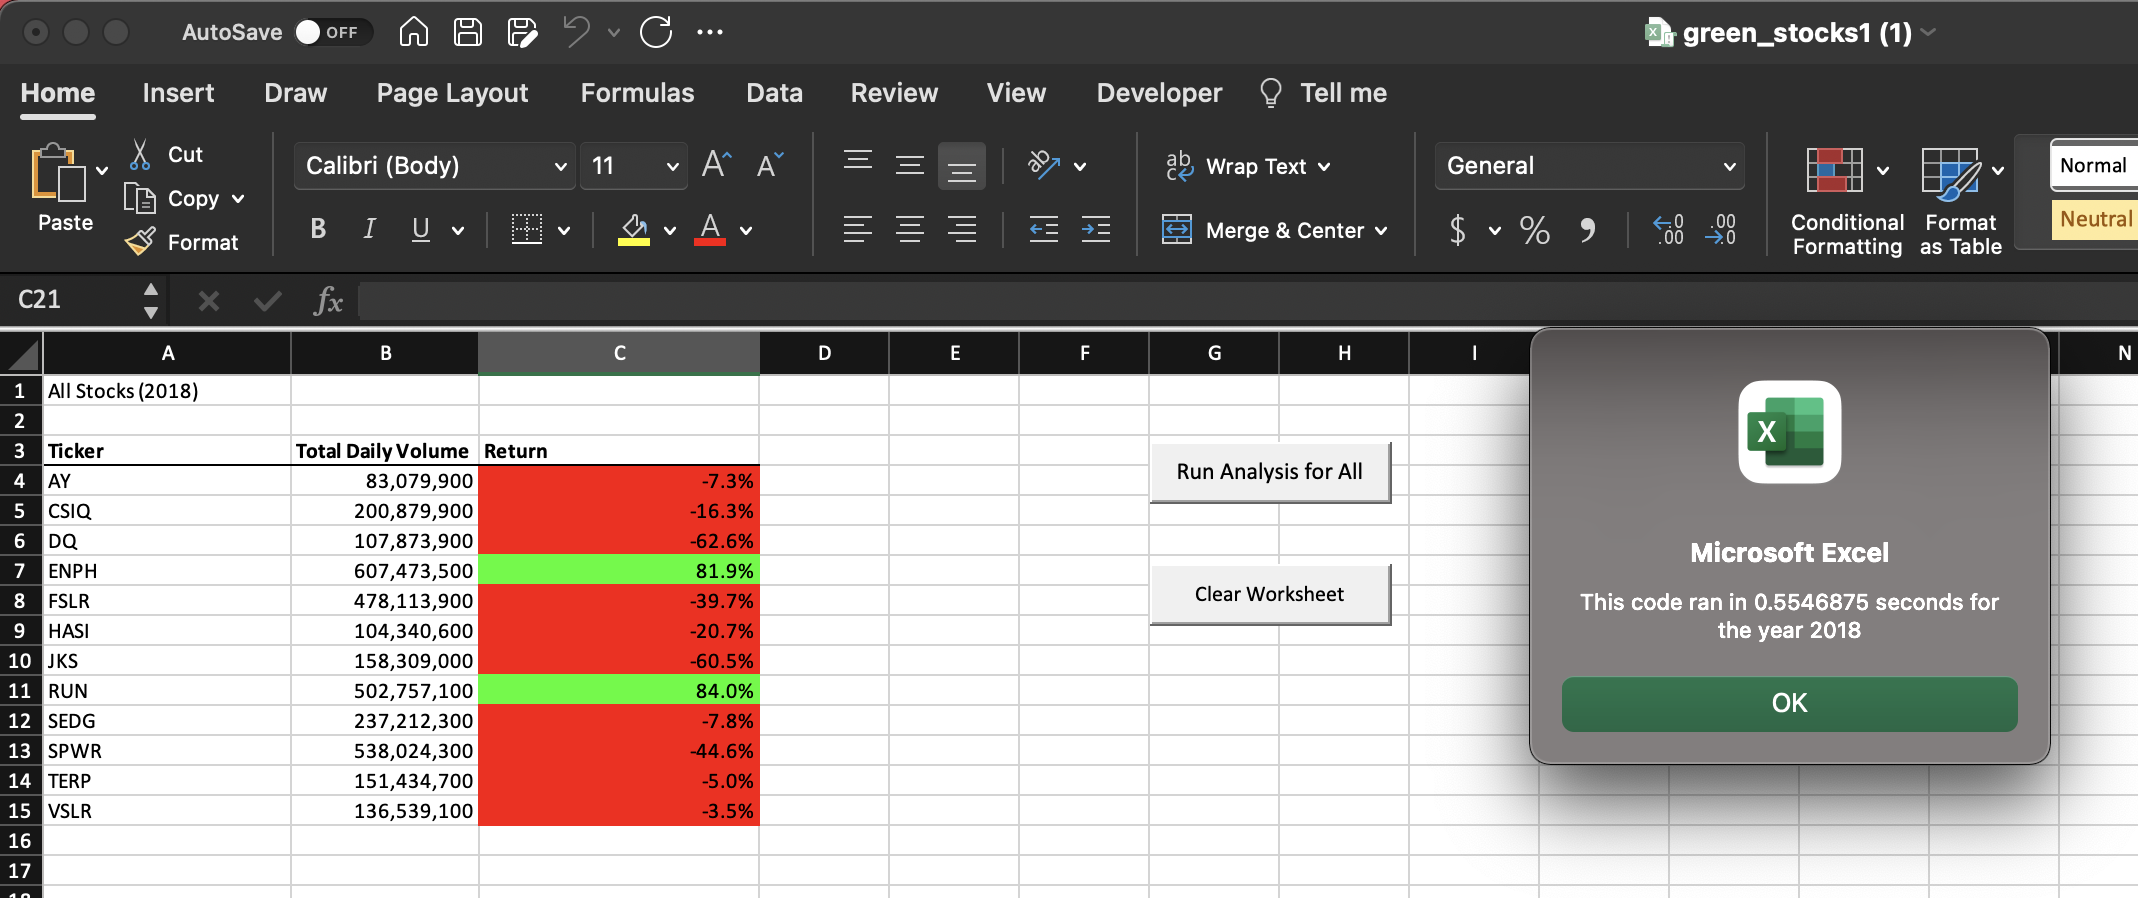 AutoSave OFF
green_stocks1 (1)
Home Insert Draw Page Layout Formulas Data Review View Developer Tell me
Paste
Cut
Copy
Format
Calibri (Body) 11
B I U
ab
c
Wrap Text
Merge & Center
General
$ % , .0 .00 .00 .0
Conditional
Formatting
Format
as Table
Normal
Neutral
C21
fx
A B C D E F G H I N
1 All Stocks (2018)
2
3 Ticker Total Daily Volume Return
4 AY 83,079,900 -7.3%
5 CSIQ 200,879,900 -16.3%
6 DQ 107,873,900 -62.6%
7 ENPH 607,473,500 81.9%
8 FSLR 478,113,900 -39.7%
9 HASI 104,340,600 -20.7%
10 JKS 158,309,000 -60.5%
11 RUN 502,757,100 84.0%
12 SEDG 237,212,300 -7.8%
13 SPWR 538,024,300 -44.6%
14 TERP 151,434,700 -5.0%
15 VSLR 136,539,100 -3.5%
16
17
18
Run Analysis for All
Clear Worksheet
X
Microsoft Excel
This code ran in 0.5546875 seconds for
the year 2018
OK